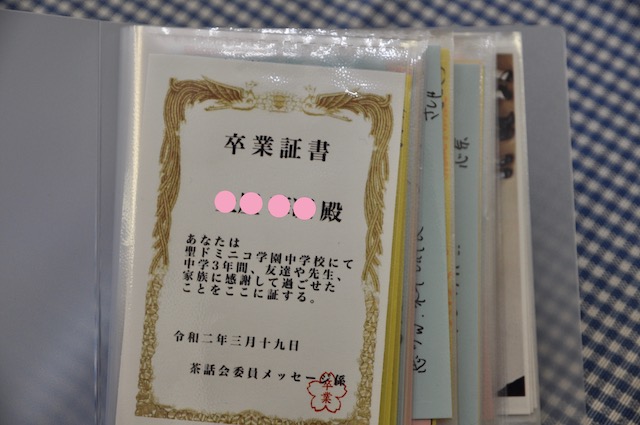 卒業証書
殿
あなたは
聖ドミニコ学園中学校にて
中学3年間、友達や先生、
家族に感謝して過ごせた
ことをここに証する。
令和二年三月十九日
茶話会委員メッセージ係
卒業